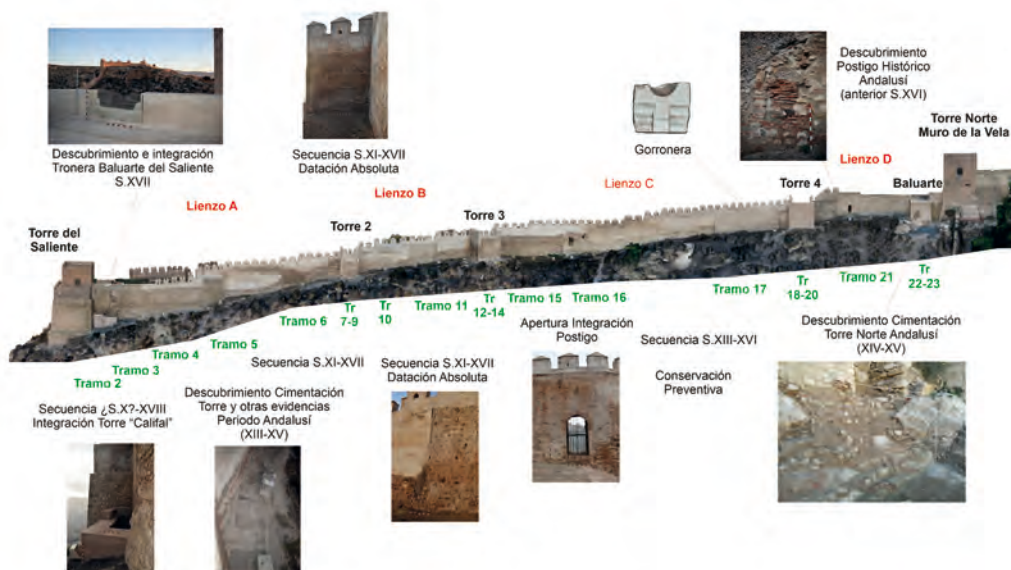 Descubrimiento e integración
Tronera Baluarte del Saliente
S.XVII
Secuencia S.XI-XVII
Datación Absoluta
Gorronera
Descubrimiento
Postigo Histórico
Andalusí
(anterior S.XVI)
Torre Norte
Muro de la Vela
Lienzo A
Lienzo B
Lienzo C
Lienzo D
Torre del
Saliente
Torre 2
Torre 3
Torre 4
Baluarte
Tramo 2
Tramo 3
Tramo 4
Tramo 5
Tramo 6
Tr
7-9
Tr
10
Tramo 11
Tr
12-14
Tramo 15
Tramo 16
Tramo 17
Tr
18-20
Tramo 21
Tr
22-23
Secuencia ¿S.X?-XVIII
Integración Torre "Califal"
Secuencia S.XI-XVII
Descubrimiento Cimentación
Torre y otras evidencias
Periodo Andalusí
(XIII-XV)
Secuencia S.XI-XVII
Datación Absoluta
Apertura Integración
Postigo
Secuencia S.XIII-XVI
Conservación
Preventiva
Descubrimiento Cimentación
Torre Norte Andalusí
(XIV-XV)